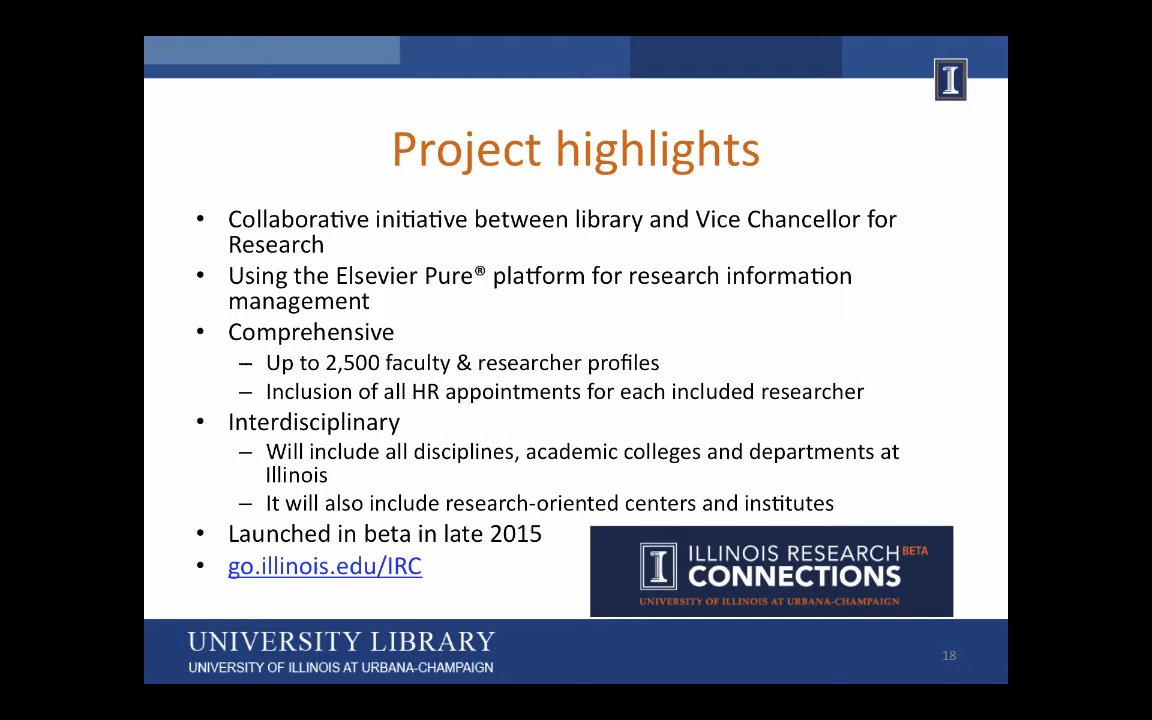 Project highlights
• Collaborative initiative between library and Vice Chancellor for
Research
• Using the Elsevier Pure® platform for research information
management
• Comprehensive
– Up to 2,500 faculty & researcher profiles
– Inclusion of all HR appointments for each included researcher
• Interdisciplinary
– Will include all disciplines, academic colleges and departments at
Illinois
– It will also include research-oriented centers and institutes
• Launched in beta in late 2015
• go.illinois.edu/IRC
I
ILLINOIS RESEARCH BETA
CONNECTIONS
UNIVERSITY OF ILLINOIS AT URBANA-CHAMPAIGN
UNIVERSITY LIBRARY
UNIVERSITY OF ILLINOIS AT URBANA-CHAMPAIGN
18